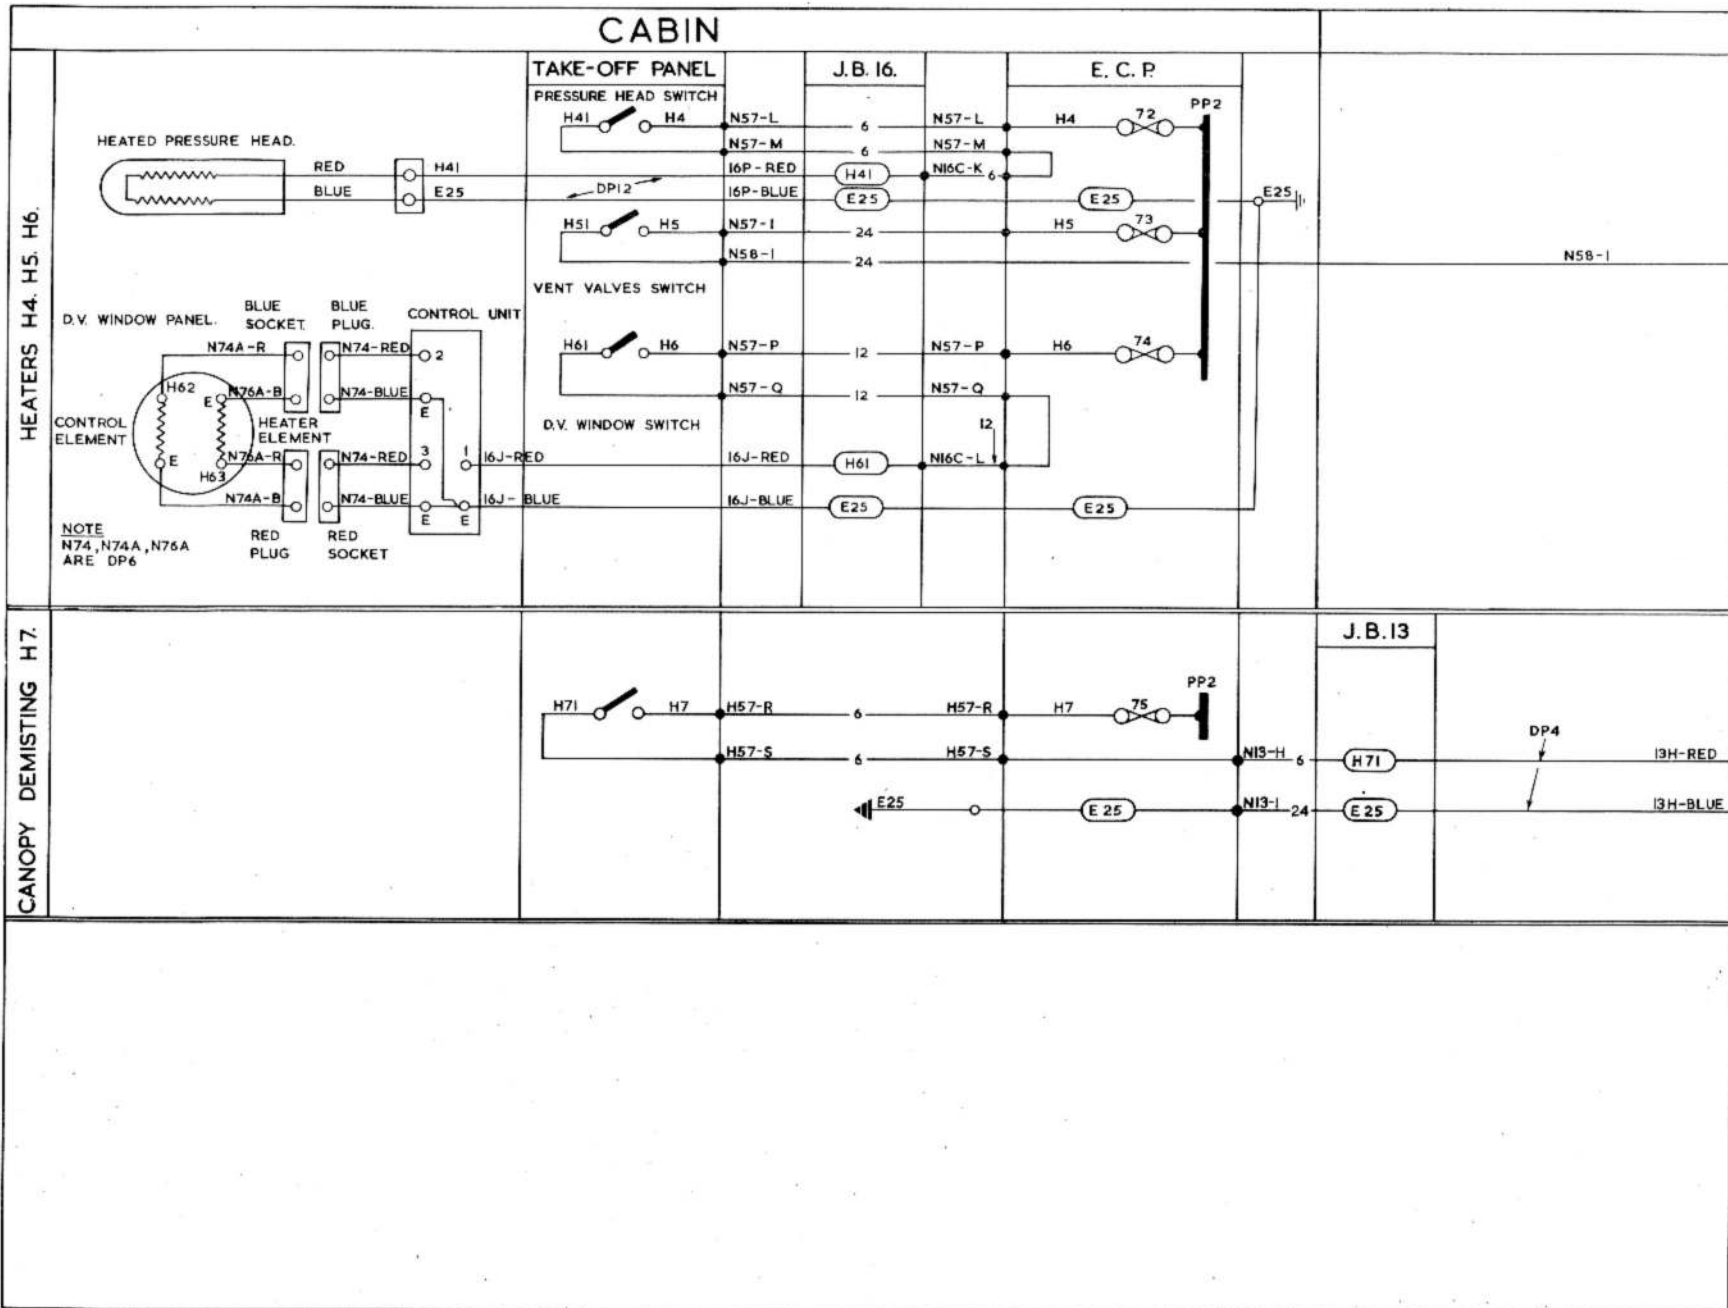 CABIN
HEATERS H4. H5. H6.
TAKE-OFF PANEL
J.B.16.
E.C.P.
PRESSURE HEAD SWITCH
PP2
H41 H4 N57-L 6 N57-L H4 72
HEATED PRESSURE HEAD.
N57-M 6 N57-M
RED H41 16P-RED H41 N16C-K 6
BLUE E25 DP12 16P-BLUE E25 E25 E25
H51 H5 N57-I 24 H5 73
N58-I 24 N58-I
VENT VALVES SWITCH
D.V. WINDOW PANEL.
BLUE
SOCKET.
BLUE
PLUG.
CONTROL UNIT
N74A-R N74-RED 2 H61 H6 N57-P 12 N57-P H6 74
H62 E N76A-B N74-BLUE E N57-Q 12 N57-Q
CONTROL
ELEMENT
HEATER
ELEMENT
D.V. WINDOW SWITCH
12
E H63 N76A-R N74-RED 3 1 16J-RED 16J-RED H61 N16C-L
N74A-B N74-BLUE E E 16J-BLUE 16J-BLUE E25 E25
NOTE
N74, N74A, N76A
ARE DP6
RED
PLUG
RED
SOCKET
CANOPY DEMISTING H7.
J.B.13
PP2
H71 H7 H57-R 6 H57-R H7 75
DP4
H57-S 6 H57-S N13-H 6 H71 13H-RED
E25 E25 N13-I 24 E25 13H-BLUE